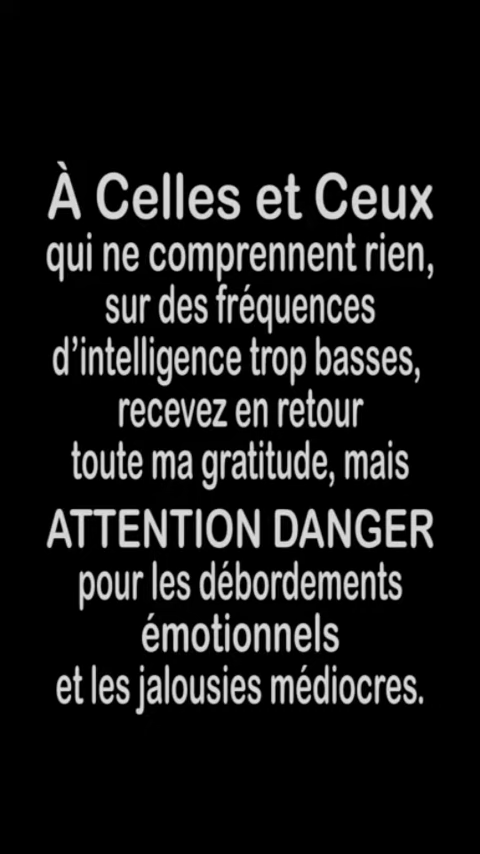 À Celles et Ceux
qui ne comprennent rien,
sur des fréquences
d’intelligence trop basses,
recevez en retour
toute ma gratitude, mais
ATTENTION DANGER
pour les débordements
émotionnels
et les jalousies médiocres.